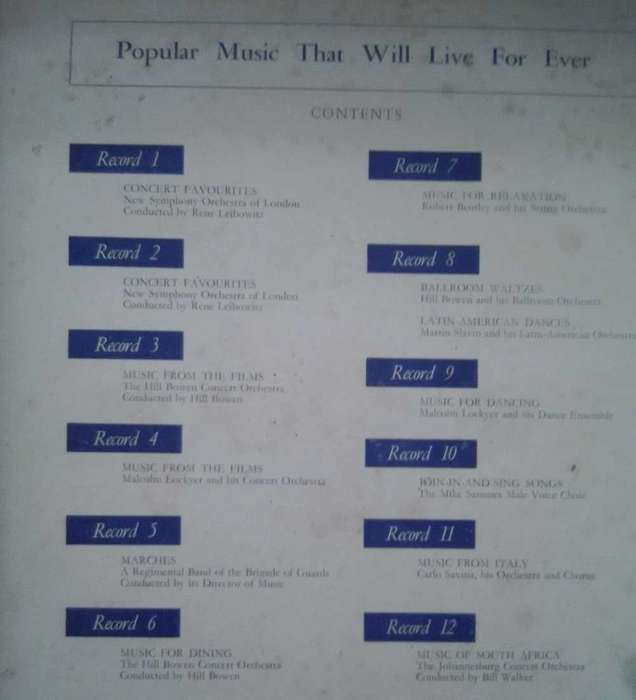 Popular Music That Will Live For Ever
CONTENTS
Record 1
CONCERT FAVOURITES
New Symphony Orchestra of London
Conducted by Rene Leibowitz
Record 2
CONCERT FAVOURITES
New Symphony Orchestra of London
Conducted by Rene Leibowitz
Record 3
MUSIC FROM THE FILMS
The Hill Bowen Concert Orchestra
Conducted by Hill Bowen
Record 4
MUSIC FROM THE FILMS
Malcolm Lockyer and his Concert Orchestra
Record 5
MARCHES
A Regimental Band of the Brigade of Guards
Conducted by its Director of Music
Record 6
MUSIC FOR DINING
The Hill Bowen Concert Orchestra
Conducted by Hill Bowen
Record 7
MUSIC FOR RELAXATION
Robert Bentley and his String Orchestra
Record 8
BALLROOM WALTZES
Hill Bowen and his Ballroom Orchestra
LATIN-AMERICAN DANCES
Martin Slavin and his Latin-American Orchestra
Record 9
MUSIC FOR DANCING
Malcolm Lockyer and his Dance Ensemble
Record 10
JOIN-IN-AND-SING SONGS
The Mike Sammes Male Voice Choir
Record 11
MUSIC FROM ITALY
Carlo Savina, his Orchestra and Chorus
Record 12
MUSIC OF SOUTH AFRICA
The Johannesburg Concert Orchestra
Conducted by Bill Walker